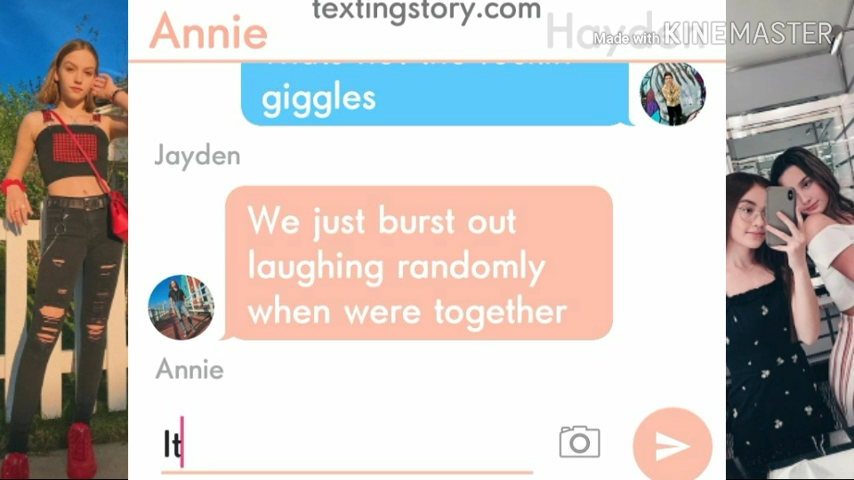 textingstory.com
Annie
Hayden
Made with KINEMASTER
giggles
Jayden
We just burst out
laughing randomly
when were together
Annie
It